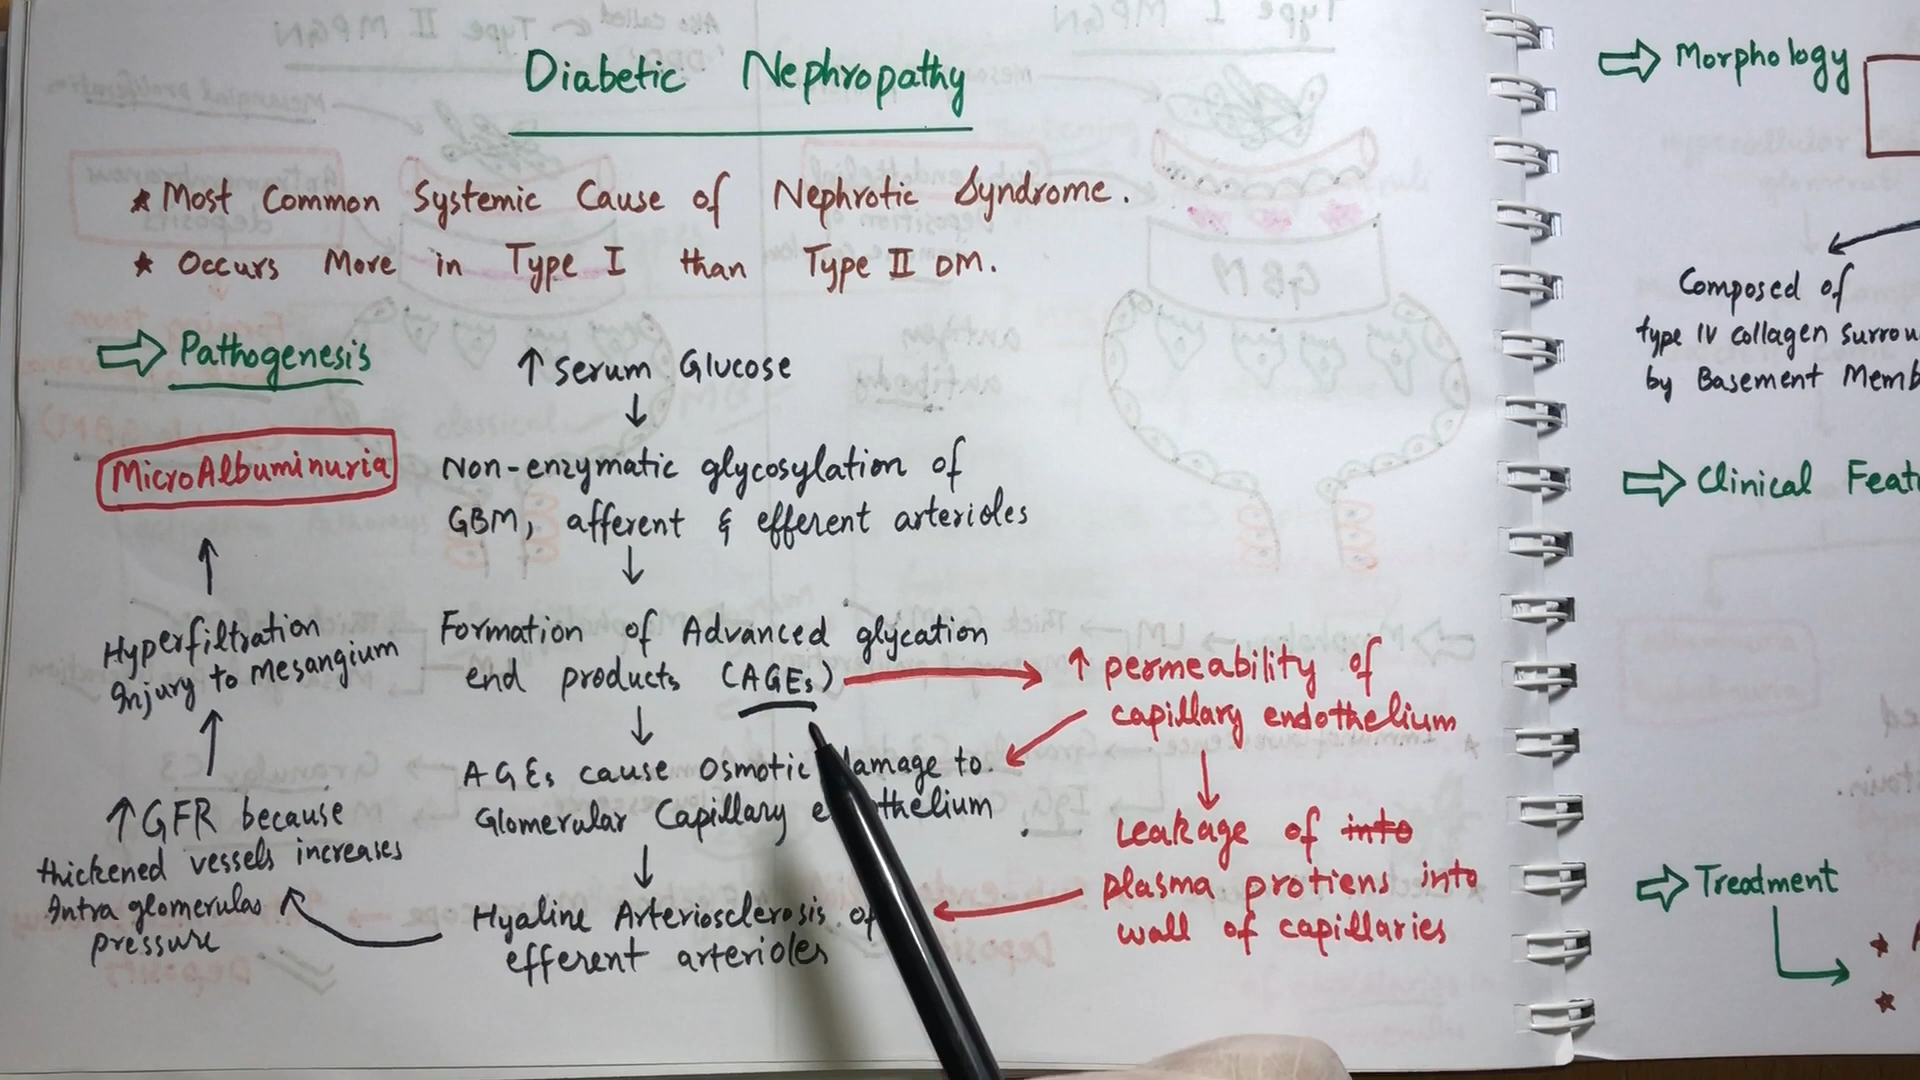 Diabetic Nephropathy
★ Most Common Systemic Cause of Nephrotic Syndrome.
★ Occurs More in Type I than Type II DM.
⇨ Pathogenesis
↑ serum Glucose
↓
Non-enzymatic glycosylation of
GBM, afferent & efferent arterioles
↓
Formation of Advanced glycation
end products (AGEs) →
↓
AGEs cause Osmotic damage to
Glomerular Capillary endothelium
↓
Hyaline Arteriosclerosis of
efferent arterioles
↑ permeability of
capillary endothelium
↓
Leakage of into
plasma protiens into
wall of capillaries
↑ GFR because
thickened vessels increases
Intra glomerular
pressure
↑
Hyperfiltration
Injury to Mesangium
↑
MicroAlbuminuria
⇨ Morphology
Composed of
type IV collagen surrou
by Basement Memb
⇨ Clinical Feat
⇨ Treatment
★
★